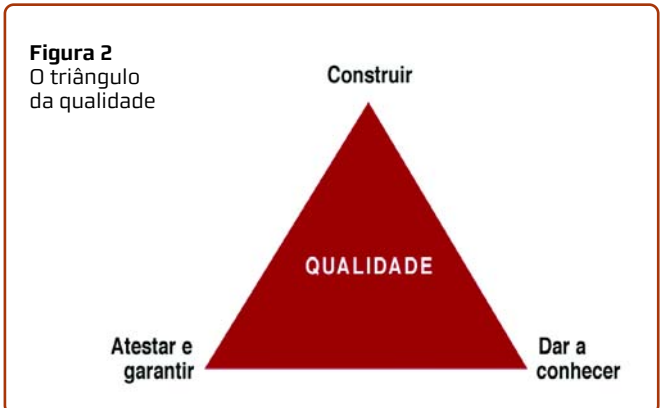 Figura 2
O triângulo
da qualidade
Construir
QUALIDADE
Atestar e
garantir
Dar a
conhecer